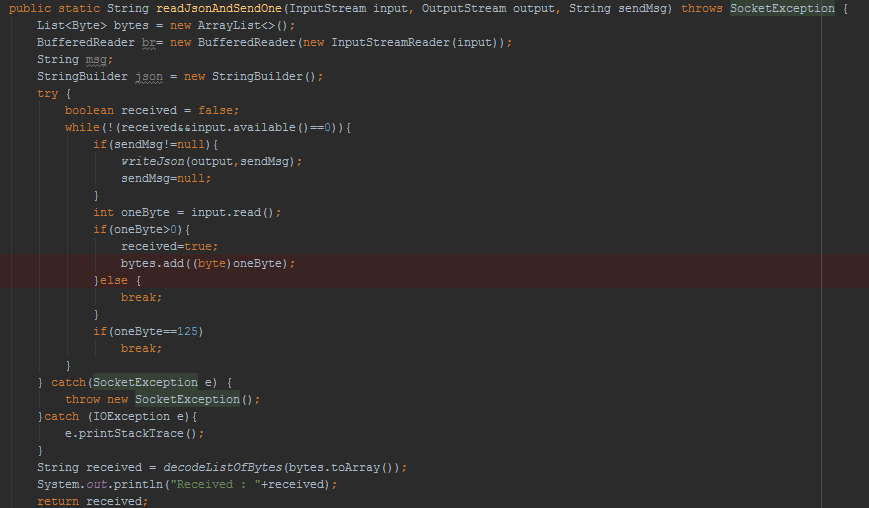 public static String readJsonAndSendOne(InputStream input, OutputStream output, String sendMsg) throws SocketException {
    List<Byte> bytes = new ArrayList<>();
    BufferedReader br= new BufferedReader(new InputStreamReader(input));
    String msg;
    StringBuilder json = new StringBuilder();
    try {
        boolean received = false;
        while(!(received&&input.available()==0)){
            if(sendMsg!=null){
                writeJson(output,sendMsg);
                sendMsg=null;
            }
            int oneByte = input.read();
            if(oneByte>0){
                received=true;
                bytes.add((byte)oneByte);
            }else {
                break;
            }
            if(oneByte==125)
                break;
        }
    } catch(SocketException e) {
        throw new SocketException();
    }catch (IOException e){
        e.printStackTrace();
    }
    String received = decodeListOfBytes(bytes.toArray());
    System.out.println("Received : "+received);
    return received;